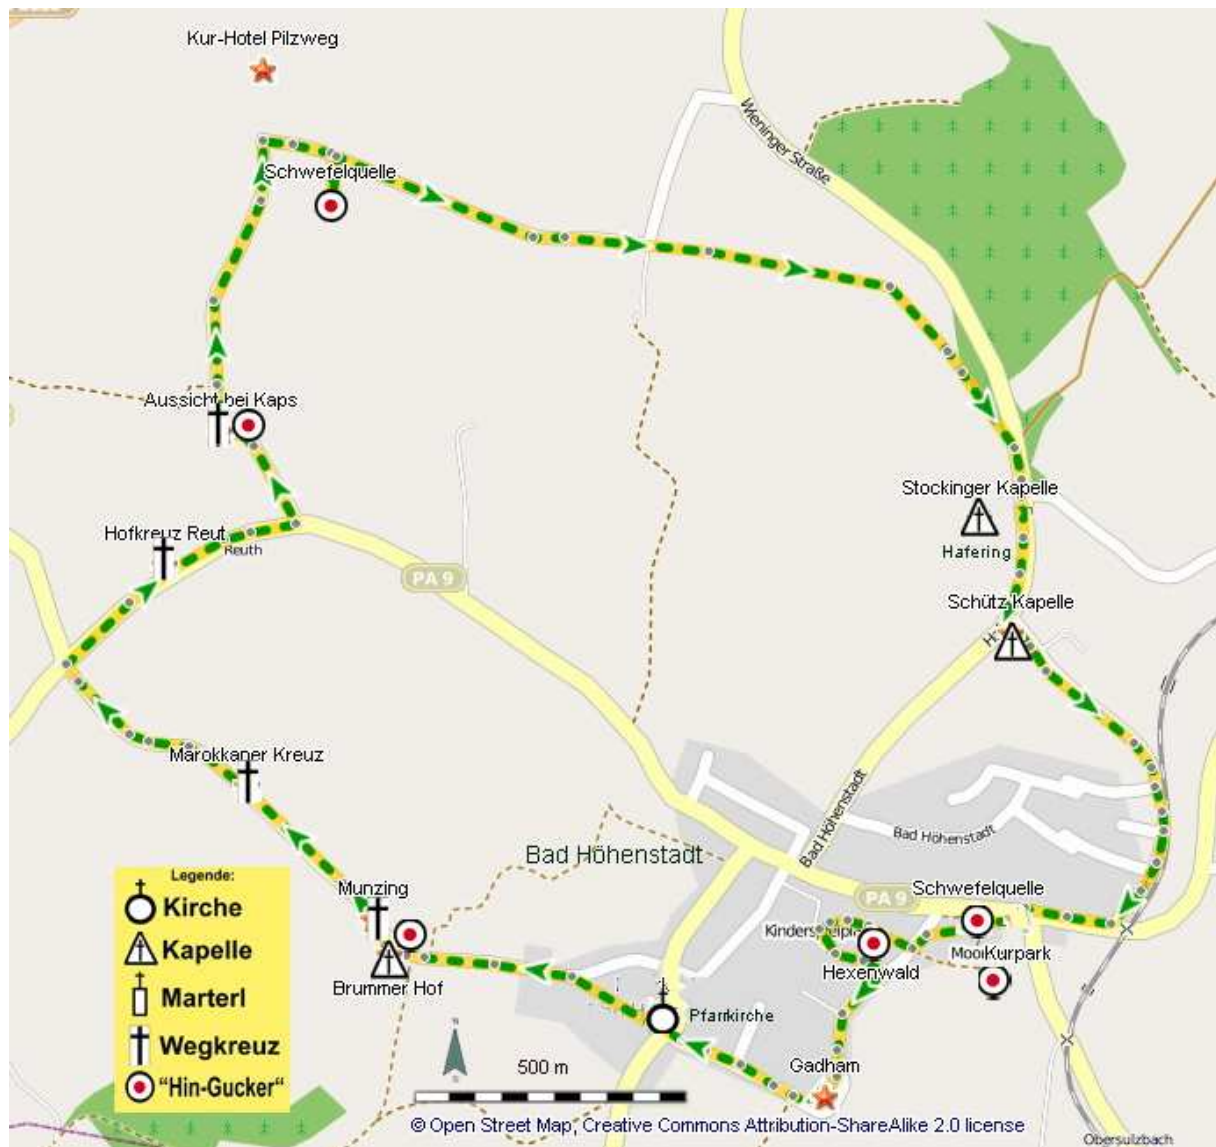 Kur-Hotel Pilzweg
Wieninger Straße
Schwefelquelle
Aussicht bei Kaps
Stockinger Kapelle
Hofkreuz Reut
Reuth
Hafering
PA 9
Schütz Kapelle
Marokkaner Kreuz
Bad Höhenstadt
Bad Höhenstadt
Bad Höhenstadt
Legende:
Kirche
Kapelle
Marterl
Wegkreuz
"Hin-Gucker"
Munzing
PA 9
Schwefelquelle
Kurpark
Hexenwald
Brummer Hof
Pfarrkirche
Gadham
500 m
© Open Street Map, Creative Commons Attribution-ShareAlike 2.0 license
Obersulzbach